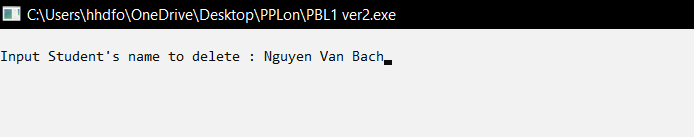 C:\Users\hhdfo\OneDrive\Desktop\PPLon\PBL1 ver2.exe
Input Student's name to delete : Nguyen Van Bach